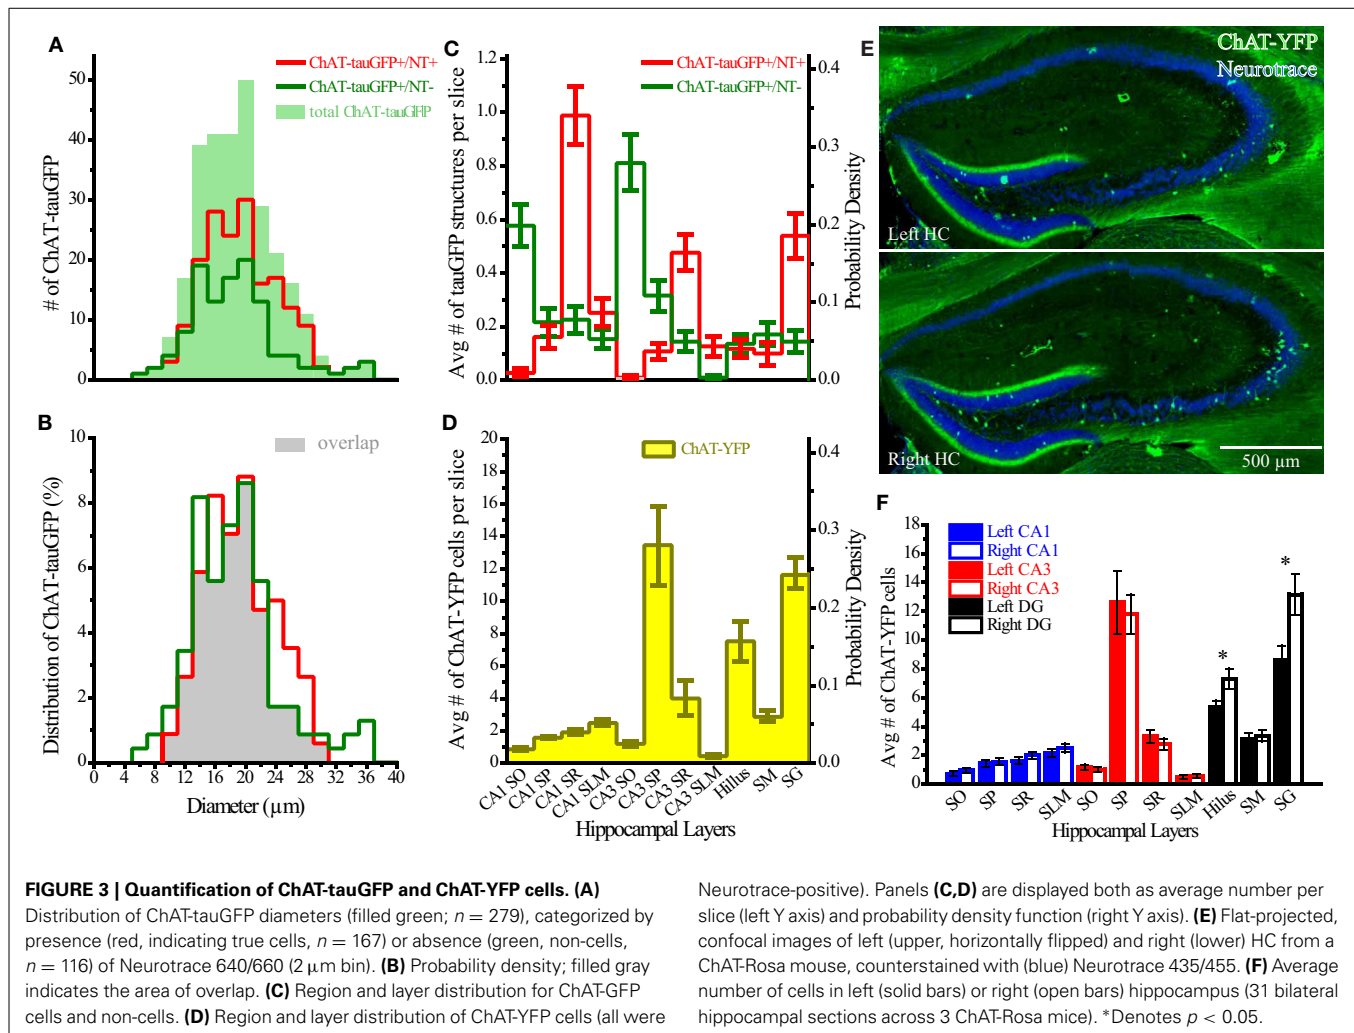 A
ChAT-tauGFP+/NT+
ChAT-tauGFP+/NT-
total ChAT-tauGFP
# of ChAT-tauGFP
50
40
30
20
10
0
B
overlap
Distribution of ChAT-tauGFP (%)
10
8
6
4
2
0
0 4 8 12 16 20 24 28 32 36 40
Diameter (µm)
C
ChAT-tauGFP+/NT+
ChAT-tauGFP+/NT-
Avg # of tauGFP structures per slice
1.2
1.0
0.8
0.6
0.4
0.2
0.0
0.4
0.3
0.2
0.1
0.0
Probability Density
D
ChAT-YFP
Avg # of ChAT-YFP cells per slice
20
18
16
14
12
10
8
6
4
2
0
0.4
0.3
0.2
0.1
0.0
Probability Density
CA1 SO
CA1 SP
CA1 SR
CA1 SLM
CA3 SO
CA3 SP
CA3 SR
CA3 SLM
Hillus
SM
SG
Hippocampal Layers
E
ChAT-YFP
Neurotrace
Left HC
Right HC
500 µm
F
Left CA1
Right CA1
Left CA3
Right CA3
Left DG
Right DG
Avg # of ChAT-YFP cells
18
16
14
12
10
8
6
4
2
0
*
*
SO
SP
SR
SLM
SO
SP
SR
SLM
Hilus
SM
SG
Hippocampal Layers
FIGURE 3 | Quantification of ChAT-tauGFP and ChAT-YFP cells. (A)
Distribution of ChAT-tauGFP diameters (filled green; n = 279), categorized by
presence (red, indicating true cells, n = 167) or absence (green, non-cells,
n = 116) of Neurotrace 640/660 (2 µm bin). (B) Probability density; filled gray
indicates the area of overlap. (C) Region and layer distribution for ChAT-GFP
cells and non-cells. (D) Region and layer distribution of ChAT-YFP cells (all were
Neurotrace-positive). Panels (C,D) are displayed both as average number per
slice (left Y axis) and probability density function (right Y axis). (E) Flat-projected,
confocal images of left (upper, horizontally flipped) and right (lower) HC from a
ChAT-Rosa mouse, counterstained with (blue) Neurotrace 435/455. (F) Average
number of cells in left (solid bars) or right (open bars) hippocampus (31 bilateral
hippocampal sections across 3 ChAT-Rosa mice). *Denotes p < 0.05.